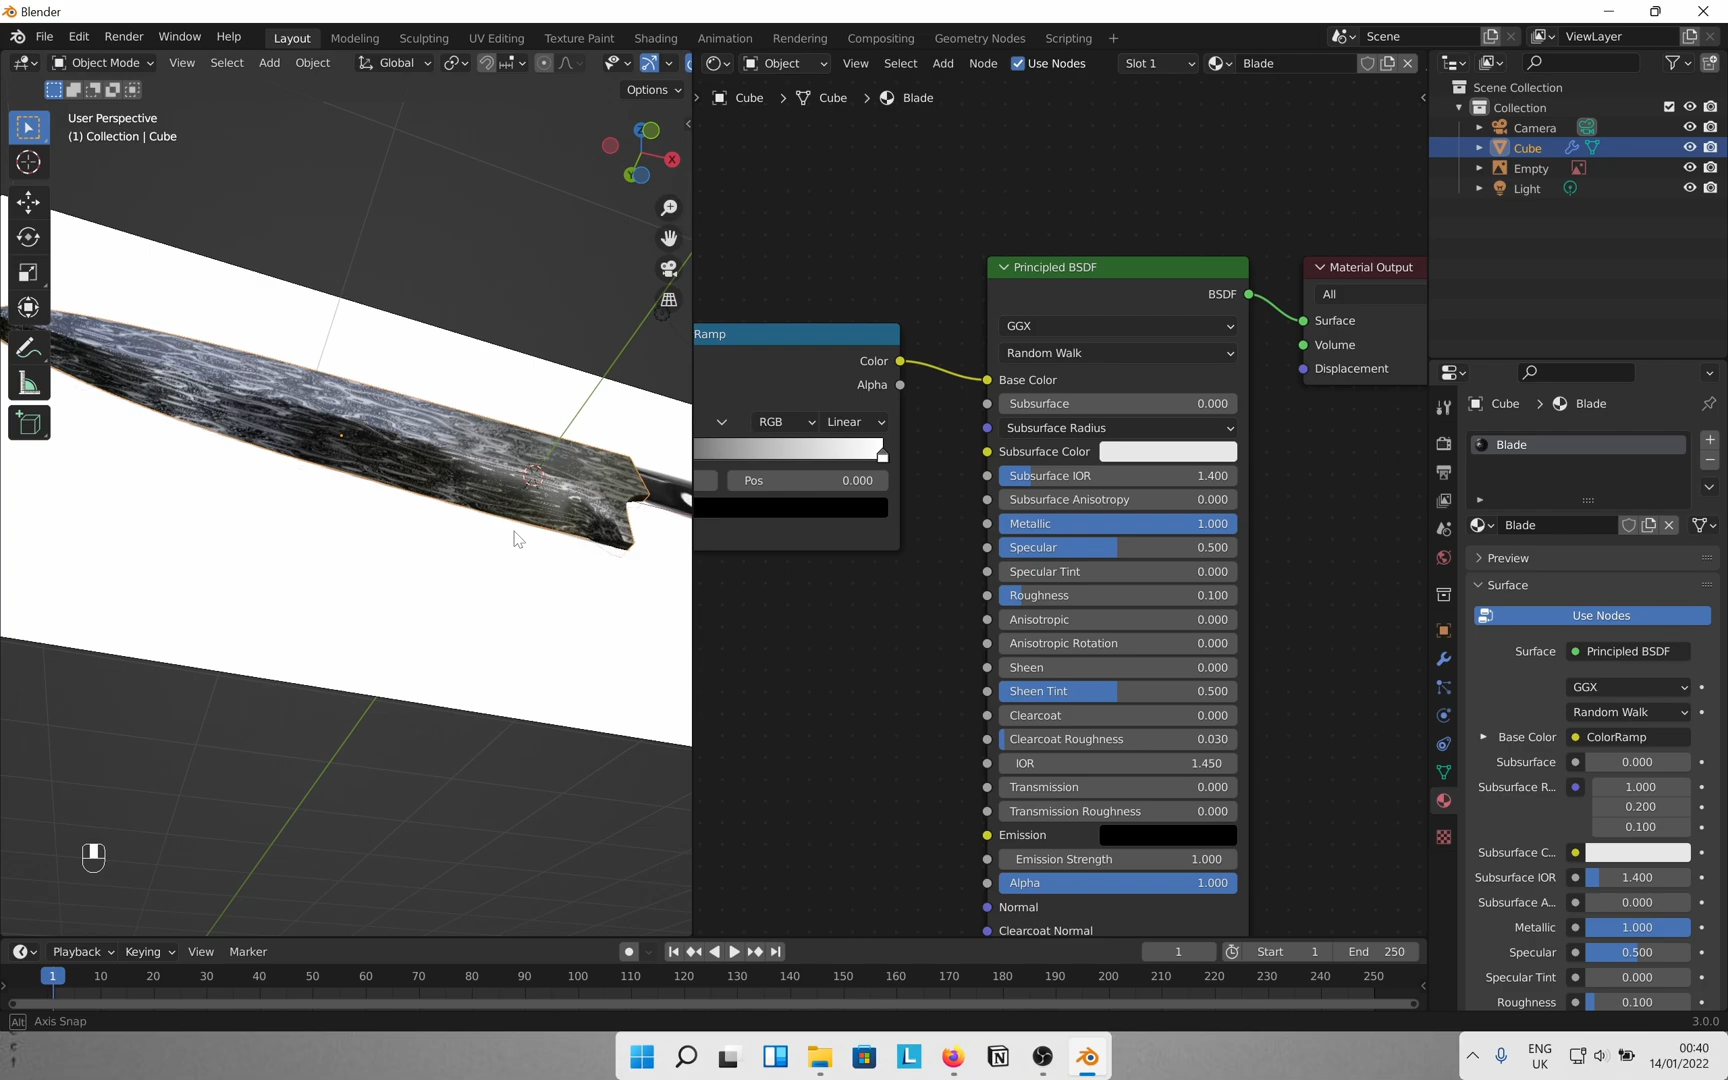 Blender
File Edit Render Window Help
Layout Modeling Sculpting UV Editing Texture Paint Shading Animation Rendering Compositing Geometry Nodes Scripting
Scene
ViewLayer
Object Mode View Select Add Object Global
Object View Select Add Node Use Nodes Slot 1 Blade
Options
User Perspective
(1) Collection | Cube
Cube Cube Blade
Scene Collection
Collection
Camera
Cube
Empty
Light
X
Z
Y
Ramp
Color
Alpha
RGB Linear
Pos 0.000
Principled BSDF
BSDF
GGX
Random Walk
Base Color
Subsurface 0.000
Subsurface Radius
Subsurface Color
Subsurface IOR 1.400
Subsurface Anisotropy 0.000
Metallic 1.000
Specular 0.500
Specular Tint 0.000
Roughness 0.100
Anisotropic 0.000
Anisotropic Rotation 0.000
Sheen 0.000
Sheen Tint 0.500
Clearcoat 0.000
Clearcoat Roughness 0.030
IOR 1.450
Transmission 0.000
Transmission Roughness 0.000
Emission
Emission Strength 1.000
Alpha 1.000
Normal
Clearcoat Normal
Material Output
All
Surface
Volume
Displacement
Cube Blade
Blade
Blade
Preview
Surface
Use Nodes
Surface Principled BSDF
GGX
Random Walk
Base Color ColorRamp
Subsurface 0.000
Subsurface R... 1.000
0.200
0.100
Subsurface C...
Subsurface IOR 1.400
Subsurface A... 0.000
Metallic 1.000
Specular 0.500
Specular Tint 0.000
Roughness 0.100
Playback Keying View Marker
1 Start 1 End 250
1 10 20 30 40 50 60 70 80 90 100 110 120 130 140 150 160 170 180 190 200 210 220 230 240 250
Alt Axis Snap
3.0.0
ENG
UK
00:40
14/01/2022